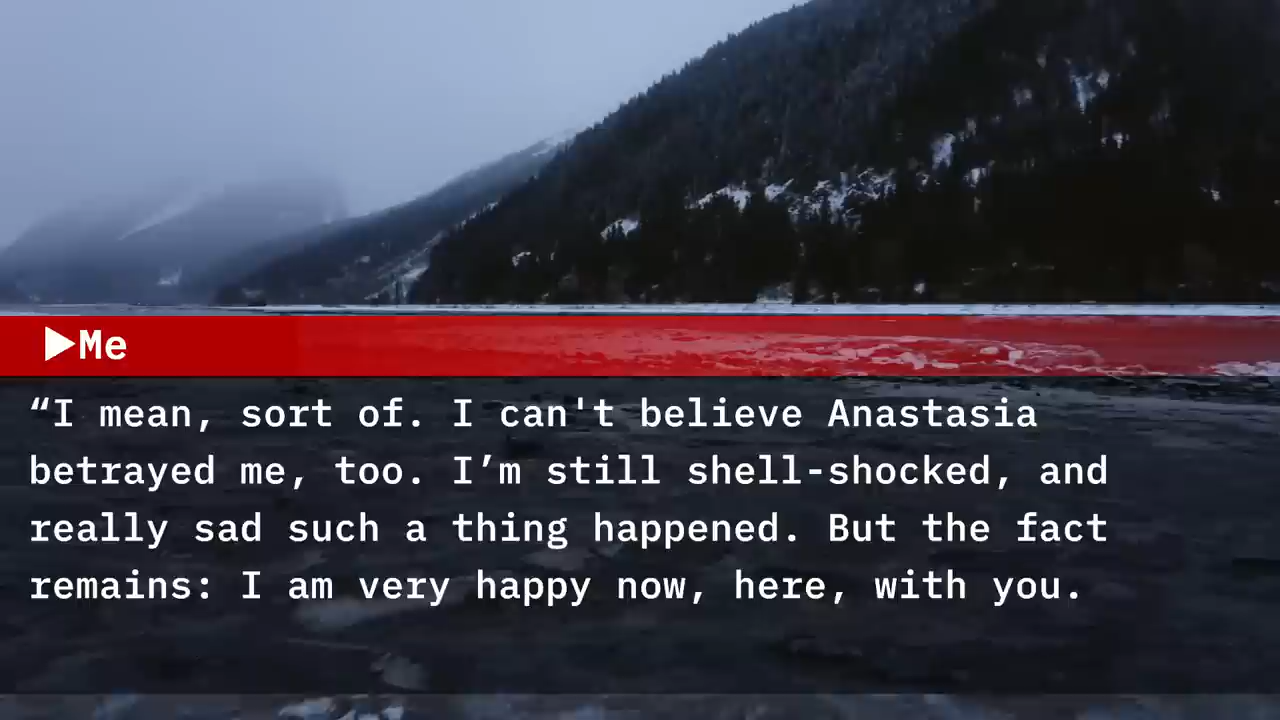 ▶Me
“I mean, sort of. I can't believe Anastasia
betrayed me, too. I’m still shell-shocked, and
really sad such a thing happened. But the fact
remains: I am very happy now, here, with you.